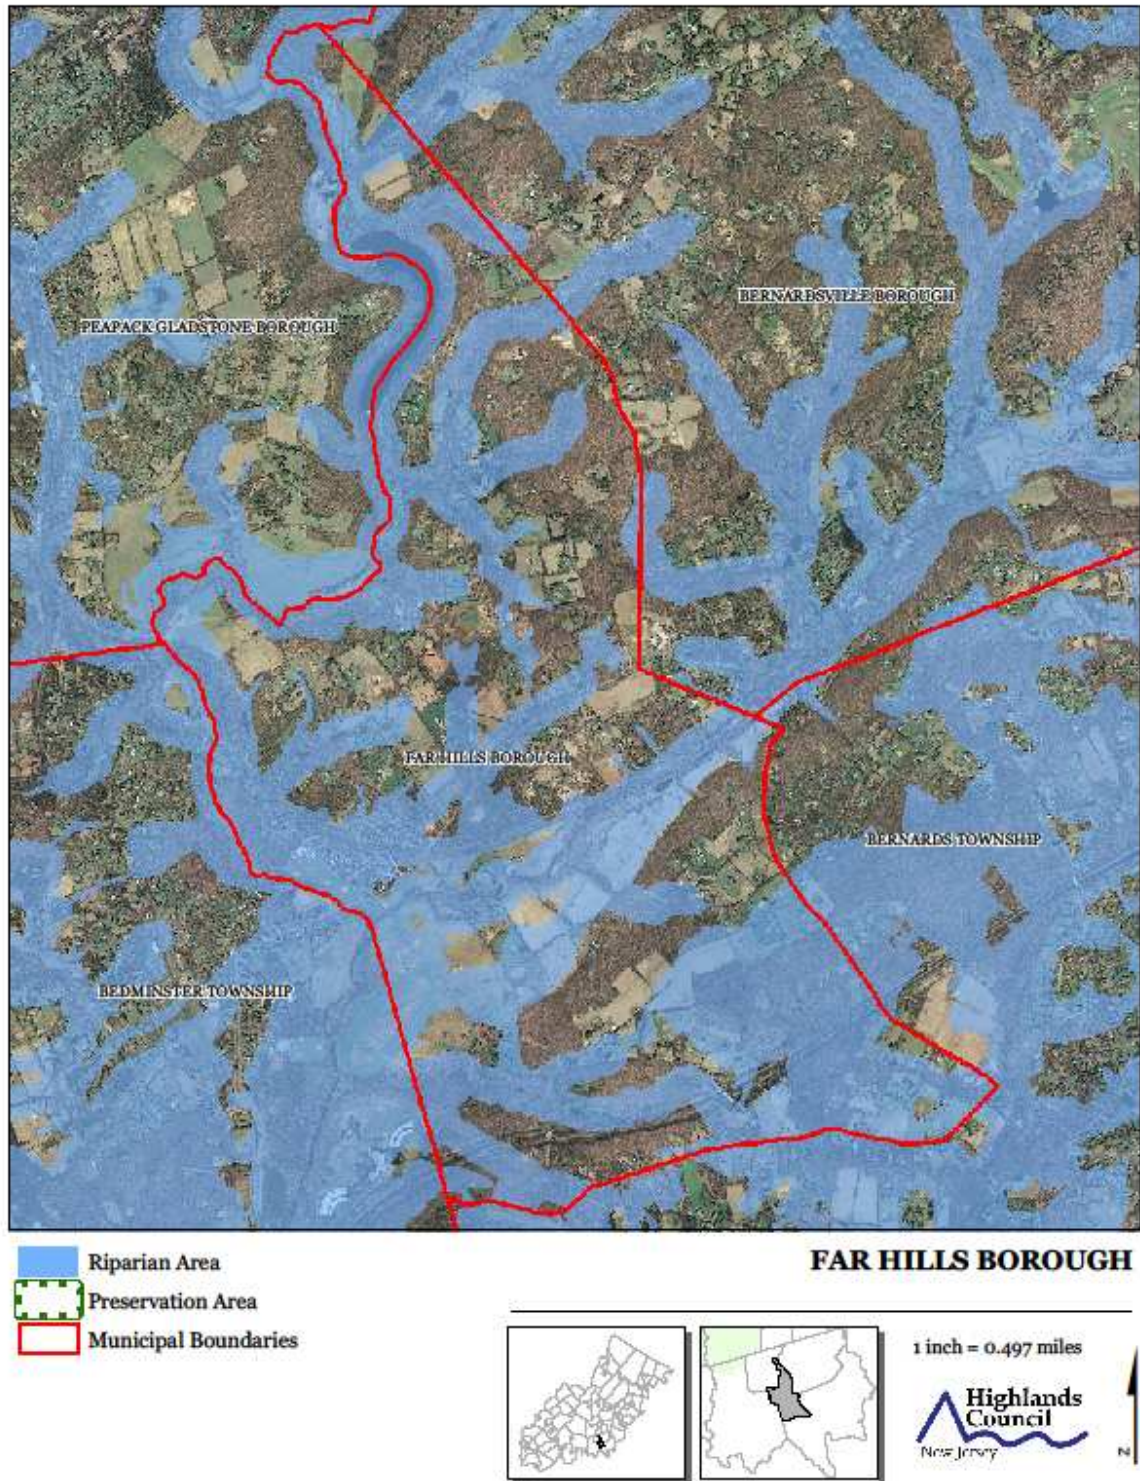 BERNARDSVILLE BOROUGH
PEAPACK GLADSTONE BOROUGH
FAR HILLS BOROUGH
BERNARDS TOWNSHIP
BEDMINSTER TOWNSHIP
Riparian Area
Preservation Area
Municipal Boundaries
FAR HILLS BOROUGH
1 inch = 0.497 miles
Highlands
Council
New Jersey
N